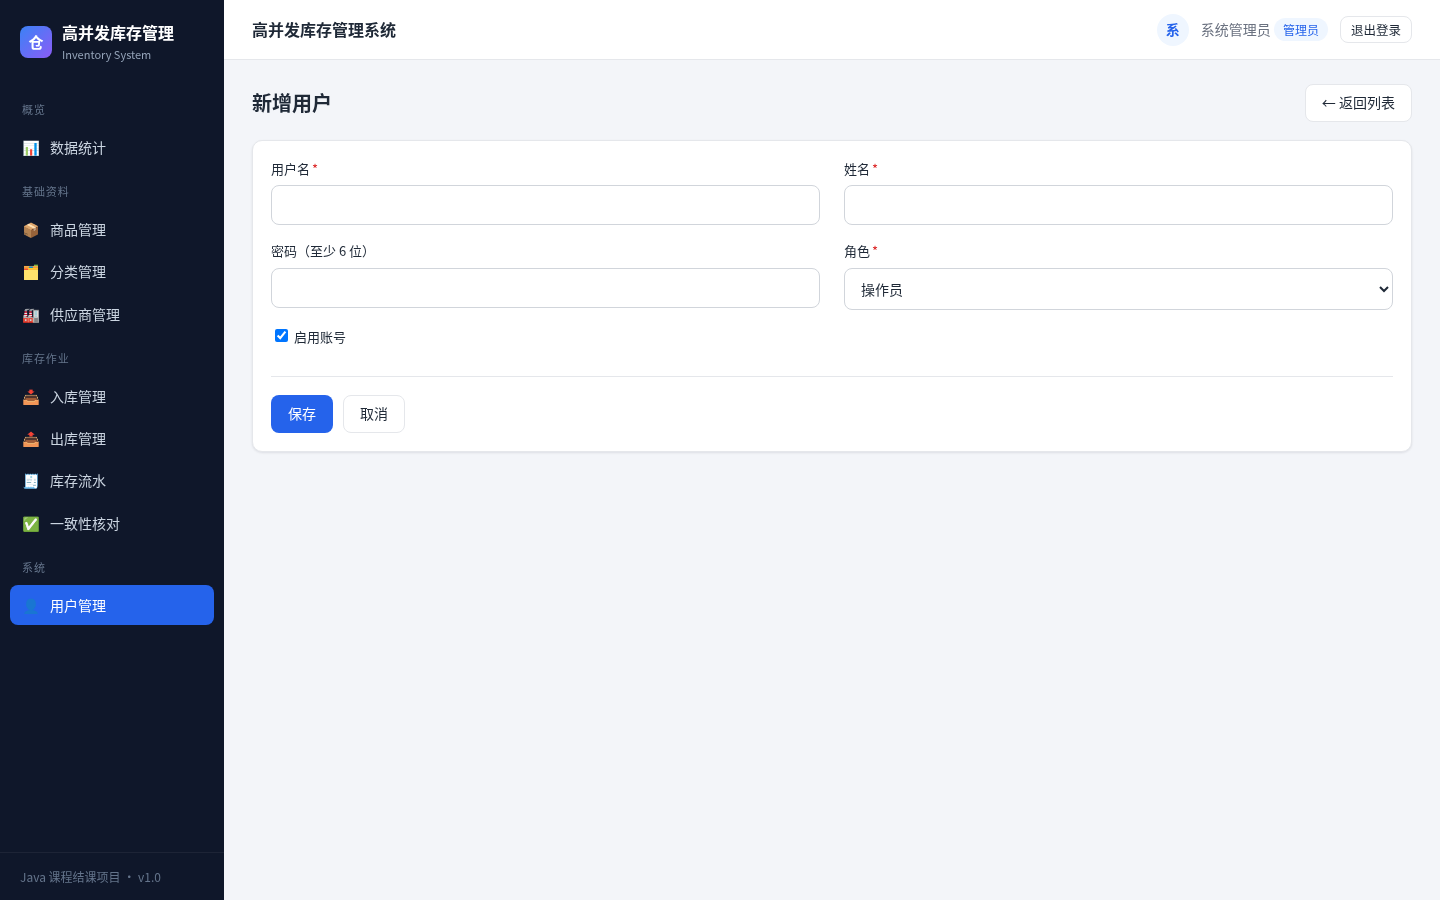 仓
高并发库存管理
Inventory System
概览
数据统计
基础资料
商品管理
分类管理
供应商管理
库存作业
入库管理
出库管理
库存流水
一致性核对
系统
用户管理
Java 课程结课项目 · v1.0
高并发库存管理系统
系 系统管理员 管理员 退出登录
新增用户
← 返回列表
用户名 *
姓名 *
密码（至少 6 位）
角色 *
操作员
启用账号
保存 取消